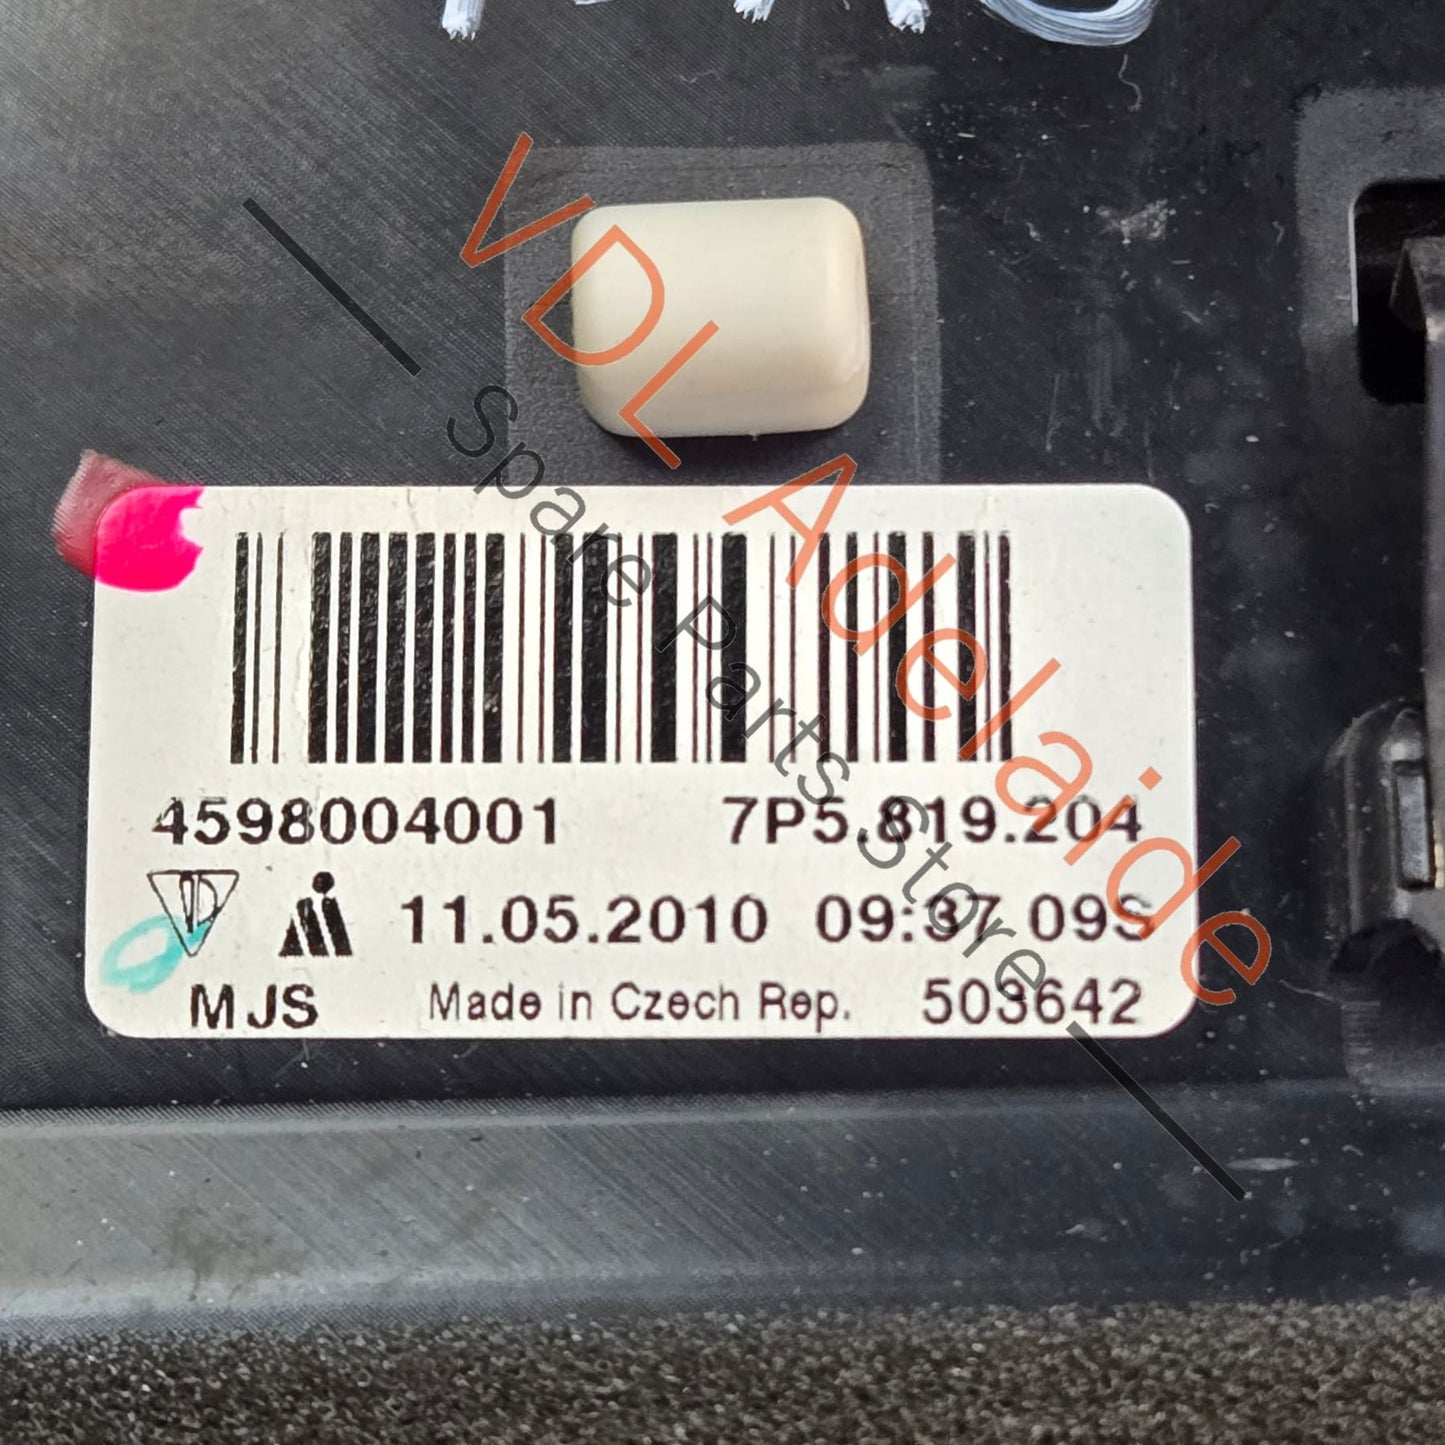 VDL Adelaide
Spare Parts Store
4598004001 7P5.819.204
11.05.2010 09:37 09S
MJS Made in Czech Rep. 503642